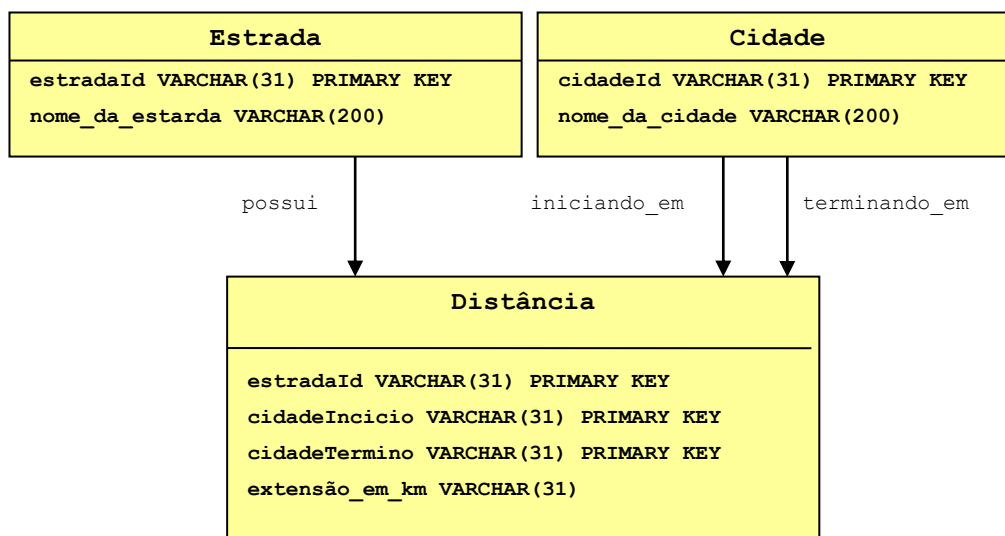 Estrada
estradaId VARCHAR(31) PRIMARY KEY
nome_da_estarda VARCHAR(200)
Cidade
cidadeId VARCHAR(31) PRIMARY KEY
nome_da_cidade VARCHAR(200)
possui
iniciando_em
terminando_em
Distância
estradaId VARCHAR(31) PRIMARY KEY
cidadeIncicio VARCHAR(31) PRIMARY KEY
cidadeTermino VARCHAR(31) PRIMARY KEY
extensão_em_km VARCHAR(31)